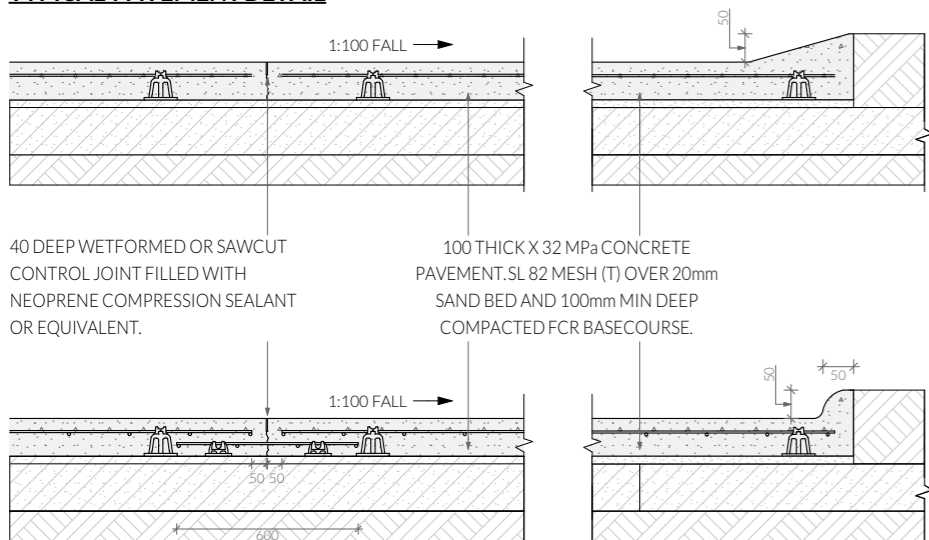 TYPICAL PAVEMENT DETAIL
50
1:100 FALL
40 DEEP WETFORMED OR SAWCUT
CONTROL JOINT FILLED WITH
NEOPRENE COMPRESSION SEALANT
OR EQUIVALENT.
100 THICK X 32 MPa CONCRETE
PAVEMENT.SL 82 MESH (T) OVER 20mm
SAND BED AND 100mm MIN DEEP
COMPACTED FCR BASECOURSE.
50
50
1:100 FALL
50 50
600